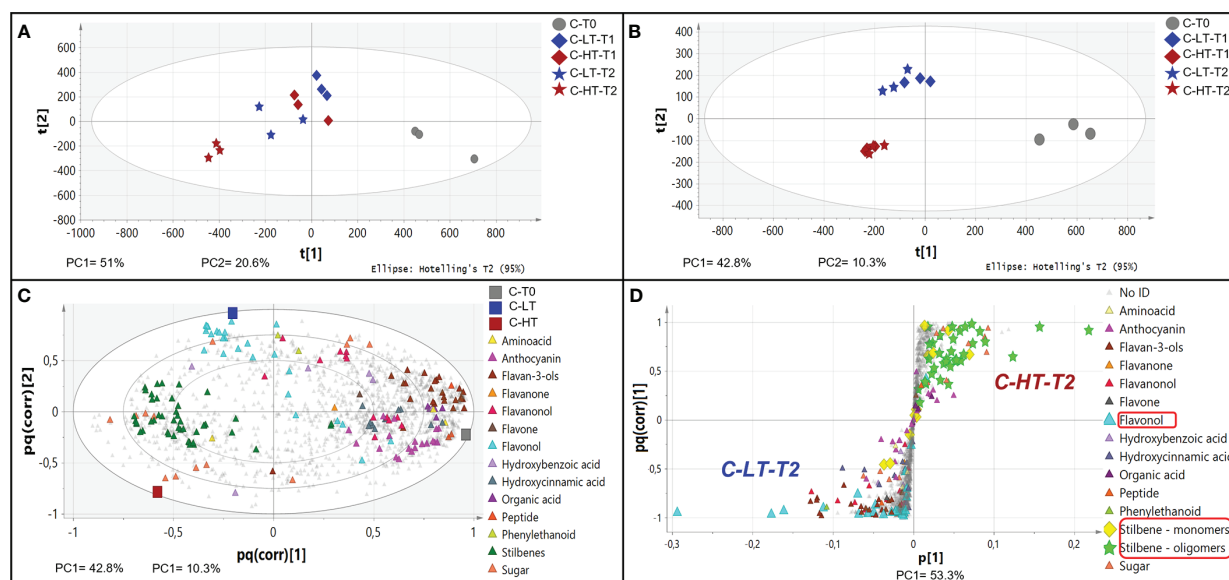 A
C-T0
C-LT-T1
C-HT-T1
C-LT-T2
C-HT-T2
600
400
200
0
-200
-400
-600
-800
t[2]
-1000 -800 -600 -400 -200 0 200 400 600 800
t[1]
PC1= 51% PC2= 20.6% Ellipse: Hotelling's T2 (95%)
B
C-T0
C-LT-T1
C-HT-T1
C-LT-T2
C-HT-T2
400
300
200
100
0
-100
-200
-300
-400
t[2]
-800 -600 -400 -200 0 200 400 600 800
t[1]
PC1= 42.8% PC2= 10.3% Ellipse: Hotelling's T2 (95%)
C
C-T0
C-LT
C-HT
Aminoacid
Anthocyanin
Flavan-3-ols
Flavanone
Flavanonol
Flavone
Flavonol
Hydroxybenzoic acid
Hydroxycinnamic acid
Organic acid
Peptide
Phenylethanoid
Stilbenes
Sugar
1
0,5
0
-0,5
-1
pq(corr)[2]
-1 -0,5 0 0,5 1
pq(corr)[1]
PC1= 42.8% PC1= 10.3%
D
No ID
Aminoacid
Anthocyanin
Flavan-3-ols
Flavanone
Flavanonol
Flavone
Flavonol
Hydroxybenzoic acid
Hydroxycinnamic acid
Organic acid
Peptide
Phenylethanoid
Stilbene - monomers
Stilbene - oligomers
Sugar
C-HT-T2
C-LT-T2
1
0,5
0
-0,5
-1
pq(corr)[1]
-0,3 -0,2 -0,1 0 0,1 0,2
p[1]
PC1= 53.3%